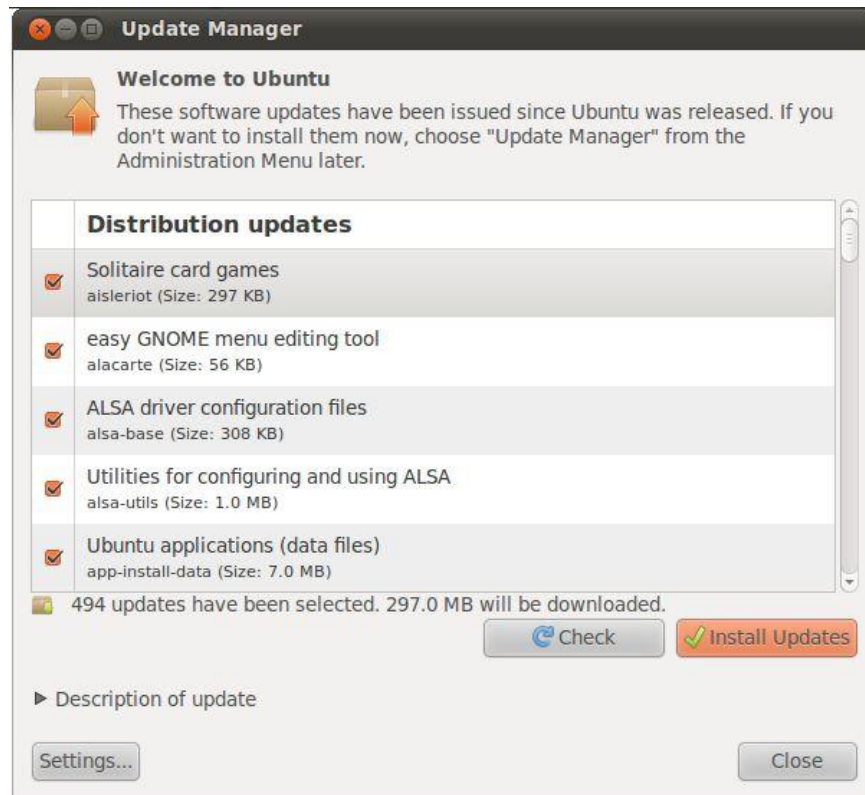 Update Manager
Welcome to Ubuntu
These software updates have been issued since Ubuntu was released. If you
don't want to install them now, choose "Update Manager" from the
Administration Menu later.
Distribution updates
Solitaire card games
aisleriot (Size: 297 KB)
easy GNOME menu editing tool
alacarte (Size: 56 KB)
ALSA driver configuration files
alsa-base (Size: 308 KB)
Utilities for configuring and using ALSA
alsa-utils (Size: 1.0 MB)
Ubuntu applications (data files)
app-install-data (Size: 7.0 MB)
494 updates have been selected. 297.0 MB will be downloaded.
Check
Install Updates
Description of update
Settings...
Close